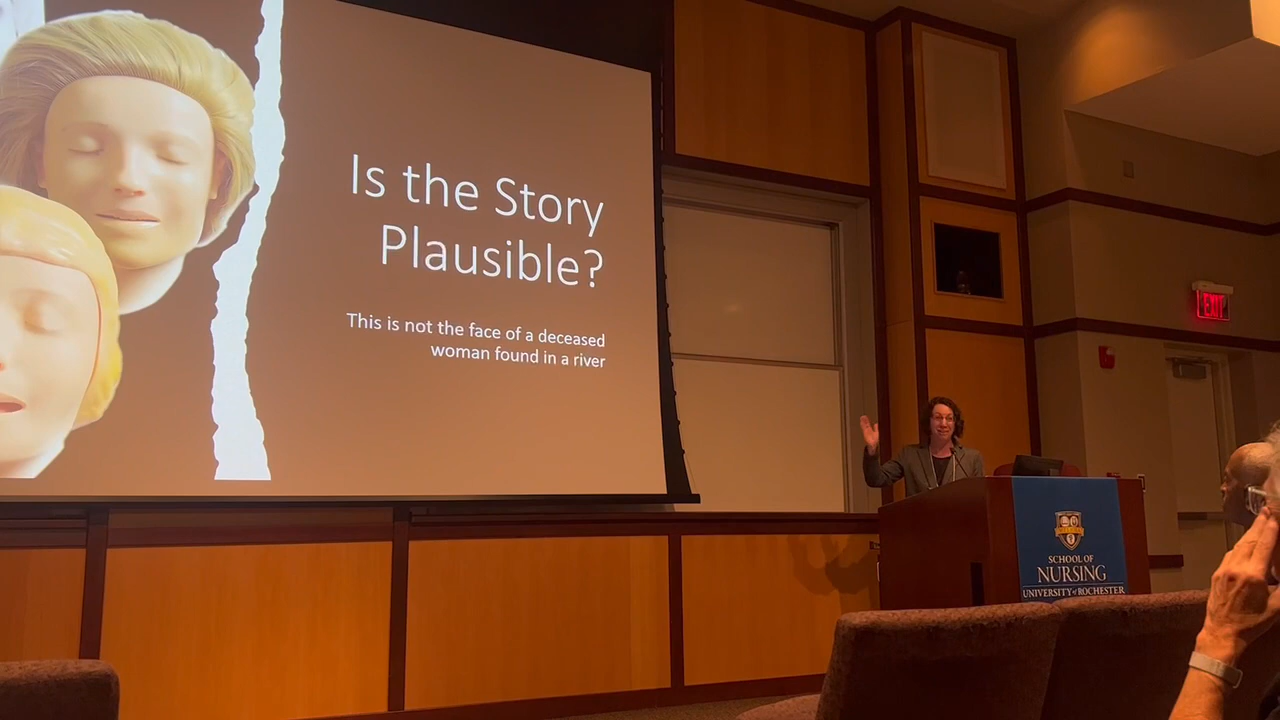 Is the Story
Plausible?
This is not the face of a deceased
woman found in a river
EXIT
SCHOOL OF
NURSING
UNIVERSITY of ROCHESTER